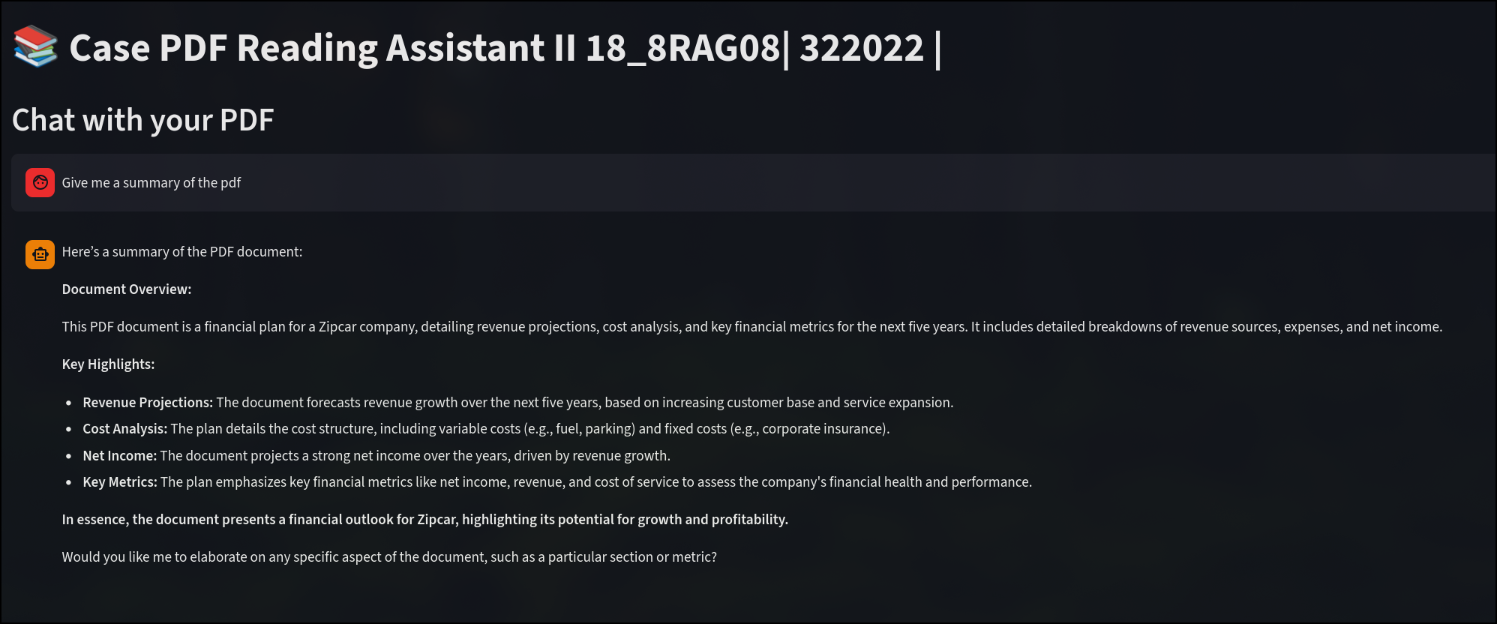 📚 Case PDF Reading Assistant II 18_8RAG08| 322022 |
Chat with your PDF
Give me a summary of the pdf
Here's a summary of the PDF document:
Document Overview:
This PDF document is a financial plan for a Zipcar company, detailing revenue projections, cost analysis, and key financial metrics for the next five years. It includes detailed breakdowns of revenue sources, expenses, and net income.
Key Highlights:
• Revenue Projections: The document forecasts revenue growth over the next five years, based on increasing customer base and service expansion.
• Cost Analysis: The plan details the cost structure, including variable costs (e.g., fuel, parking) and fixed costs (e.g., corporate insurance).
• Net Income: The document projects a strong net income over the years, driven by revenue growth.
• Key Metrics: The plan emphasizes key financial metrics like net income, revenue, and cost of service to assess the company's financial health and performance.
In essence, the document presents a financial outlook for Zipcar, highlighting its potential for growth and profitability.
Would you like me to elaborate on any specific aspect of the document, such as a particular section or metric?